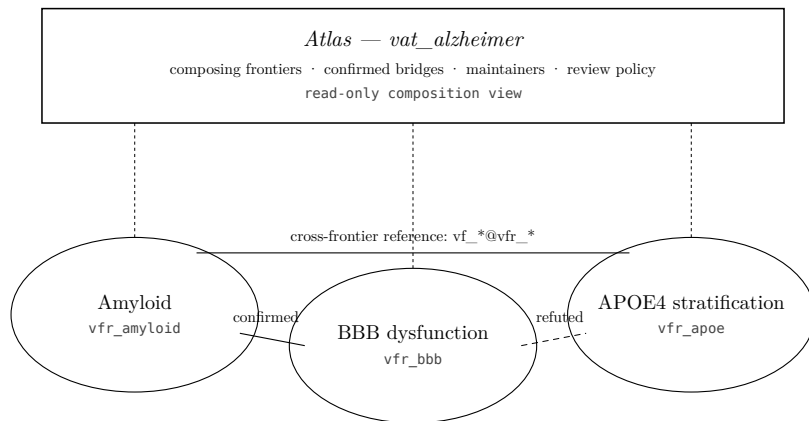 Atlas — vat_alzheimer
composing frontiers · confirmed bridges · maintainers · review policy
read-only composition view
cross-frontier reference: vf_*@vfr_*
Amyloid
vfr_amyloid
confirmed
BBB dysfunction
vfr_bbb
refuted
APOE4 stratification
vfr_apoe